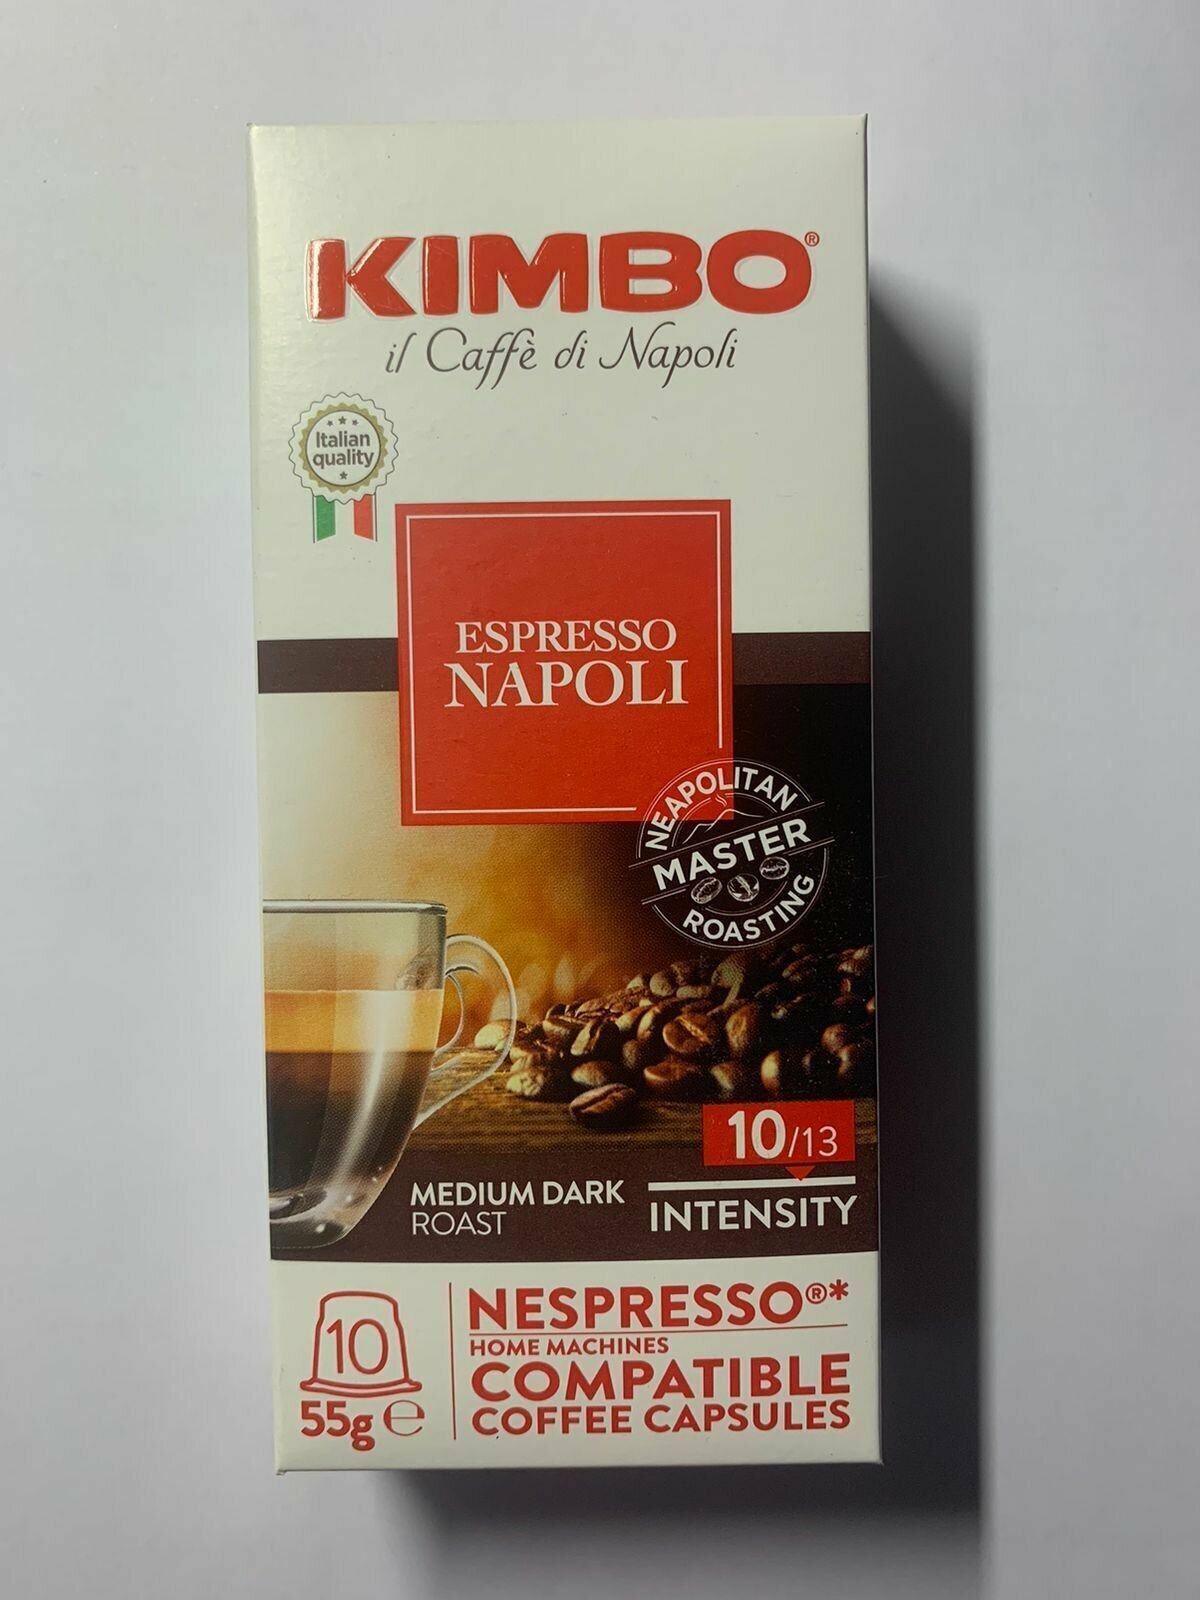 KIMBO®
il Caffè di Napoli
Italian
quality
ESPRESSO
NAPOLI
NEAPOLITAN
MASTER
ROASTING
10/13
INTENSITY
MEDIUM DARK
ROAST
10
55g ℮
NESPRESSO®*
HOME MACHINES
COMPATIBLE
COFFEE CAPSULES